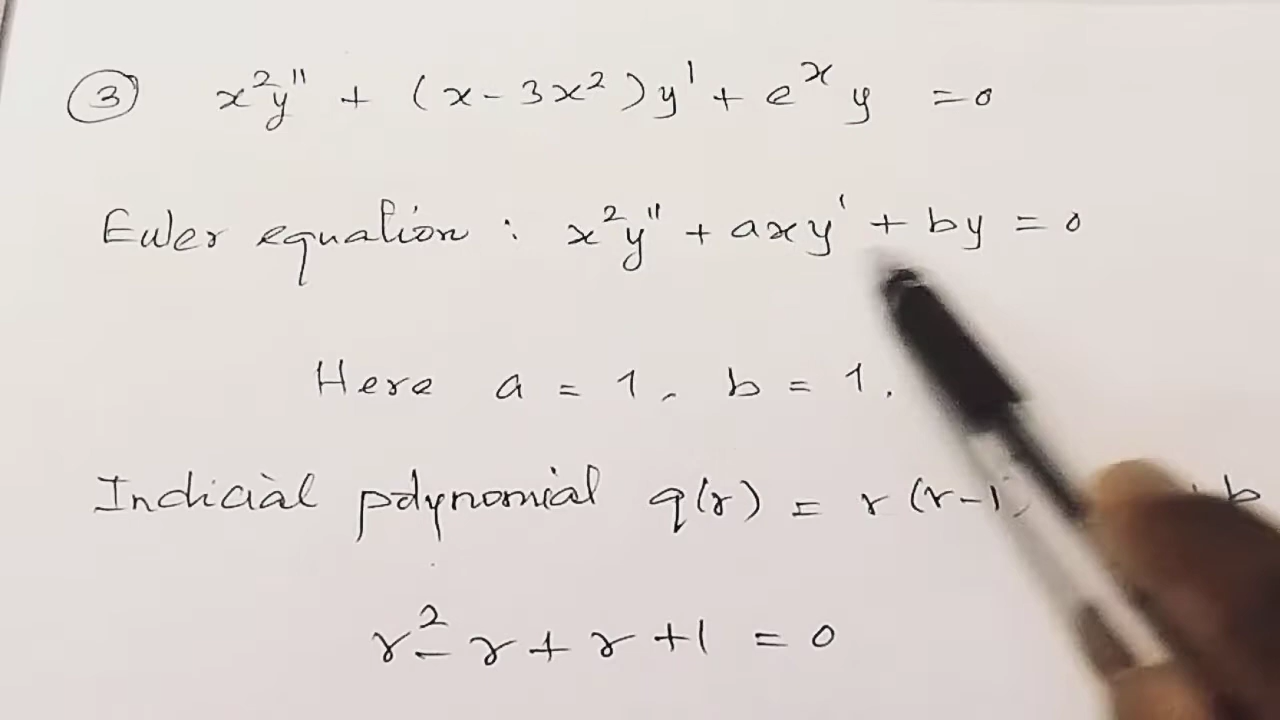 ③ x²y'' + (x - 3x²)y' + eˣ y = 0
Euler equation : x²y'' + axy' + by = 0
Here a = 1, b = 1.
Indicial polynomial q(r) = r(r-1) + b
r² - r + r + 1 = 0